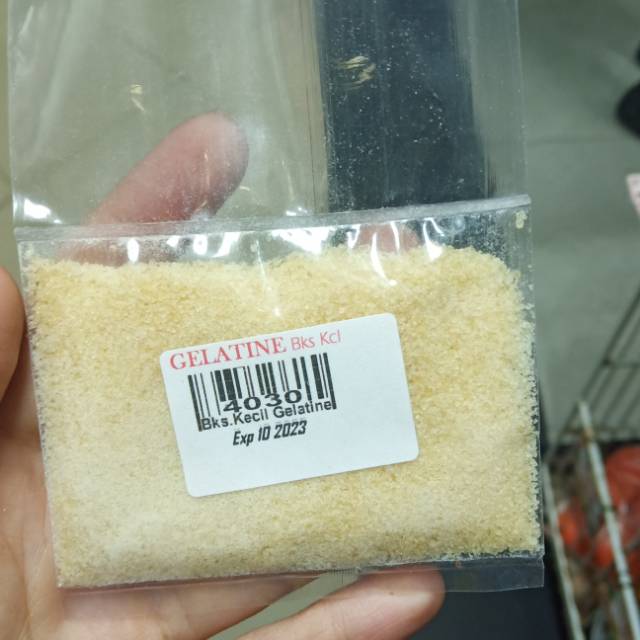 GELATINE Bks Kcl
4030
Bks.Kecil Gelatine
Exp 10 2023